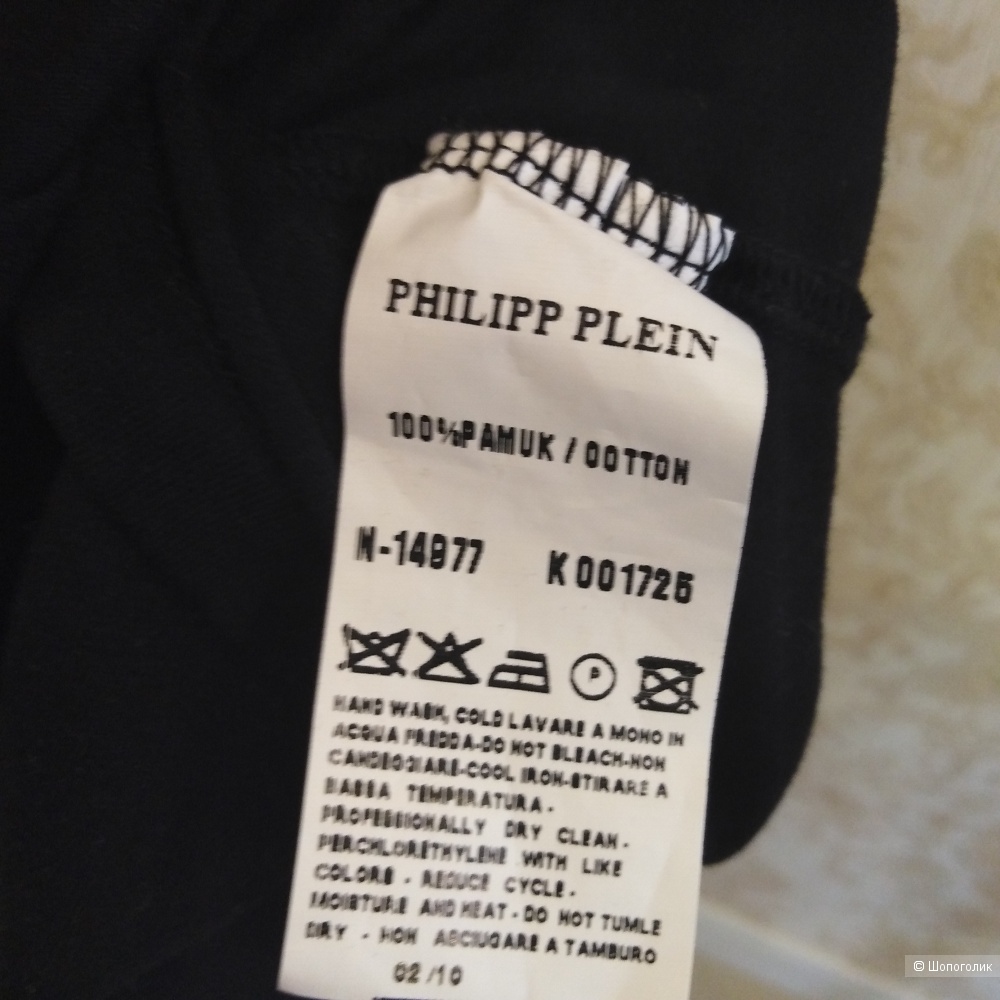 PHILIPP PLEIN
100%PAMUK / COTTON
N-14977 K001725
P
HAND WASH, COLD LAVARE A MONO IN
ACQUA FREDDA-DO NOT BLEACH-NON
CANDEGGIARE-COOL IRON-STIRARE A
BASSA TEMPERATURA-
PROFESSIONALLY DRY CLEAN-
PERCHLORETHYLENE WITH LIKE
COLORS - REDUCE CYCLE-
MOISTURE AND HEAT-DO NOT TUMLE
DRY - NON ASCIUGARE A TAMBURO
02/10
© Шопоголик